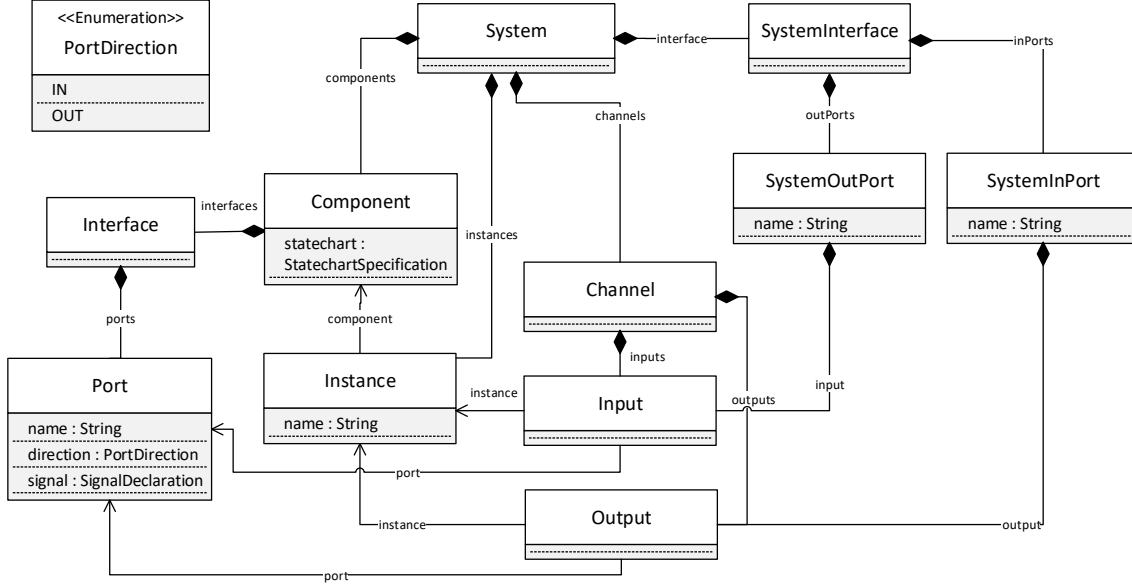 <<Enumeration>>
PortDirection
IN
OUT
System
interface
SystemInterface
inPorts
components
channels
outPorts
Interface
interfaces
Component
statechart :
StatechartSpecification
instances
SystemOutPort
name : String
SystemInPort
name : String
ports
component
Channel
inputs
Port
name : String
direction : PortDirection
signal : SignalDeclaration
Instance
name : String
instance
Input
outputs
input
port
instance
Output
output
port